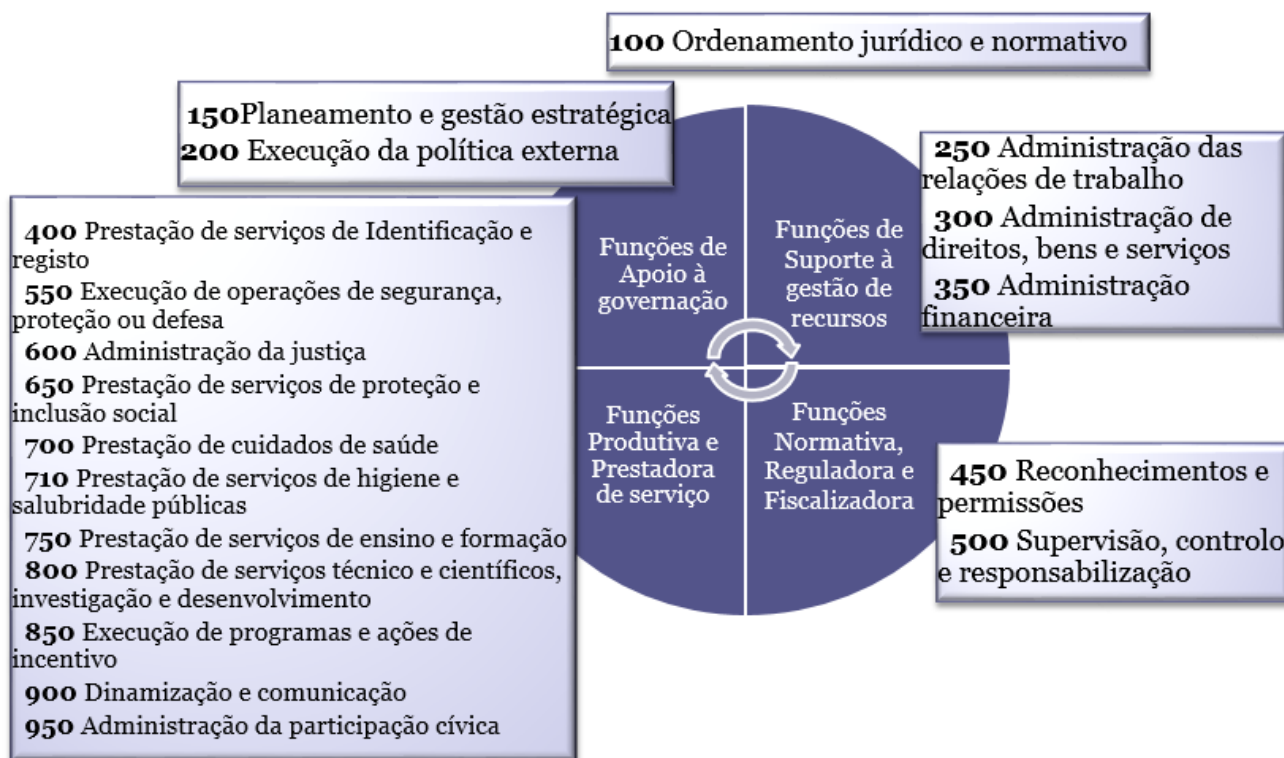 100 Ordenamento jurídico e normativo
150Planeamento e gestão estratégica
200 Execução da política externa
250 Administração das
relações de trabalho
300 Administração de
direitos, bens e serviços
350 Administração
financeira
400 Prestação de serviços de Identificação e
registo
550 Execução de operações de segurança,
proteção ou defesa
600 Administração da justiça
650 Prestação de serviços de proteção e
inclusão social
700 Prestação de cuidados de saúde
710 Prestação de serviços de higiene e
salubridade públicas
750 Prestação de serviços de ensino e formação
800 Prestação de serviços técnico e científicos,
investigação e desenvolvimento
850 Execução de programas e ações de
incentivo
900 Dinamização e comunicação
950 Administração da participação cívica
Funções de
Apoio à
governação
Funções de
Suporte à
gestão de
recursos
Funções
Produtiva e
Prestadora
de serviço
Funções
Normativa,
Reguladora e
Fiscalizadora
450 Reconhecimentos e
permissões
500 Supervisão, controlo
e responsabilização